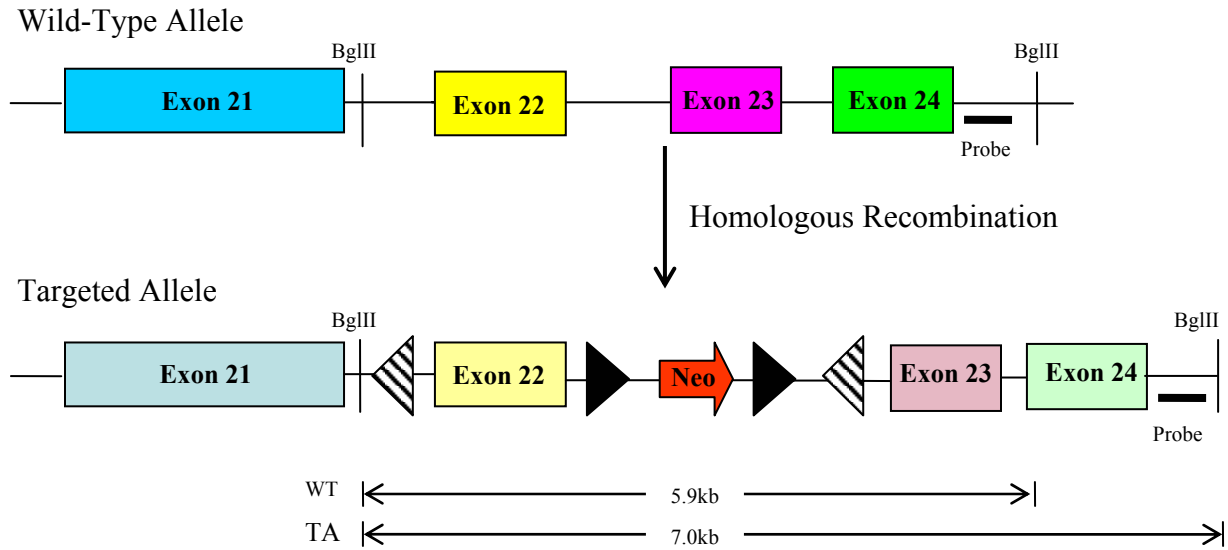 Wild-Type Allele
BglII
BglII
Exon 21
Exon 22
Exon 23
Exon 24
Probe
Homologous Recombination
Targeted Allele
BglII
BglII
Exon 21
Exon 22
Neo
Exon 23
Exon 24
Probe
WT
5.9kb
TA
7.0kb